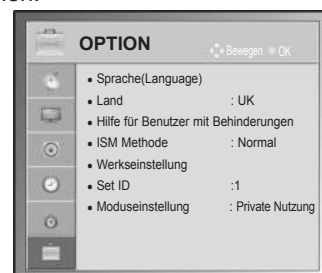 OPTION
Bewegen OK
• Sprache(Language)
• Land : UK
• Hilfe für Benutzer mit Behinderungen
• ISM Methode : Normal
• Werkseinstellung
• Set ID :1
• Moduseinstellung : Private Nutzung